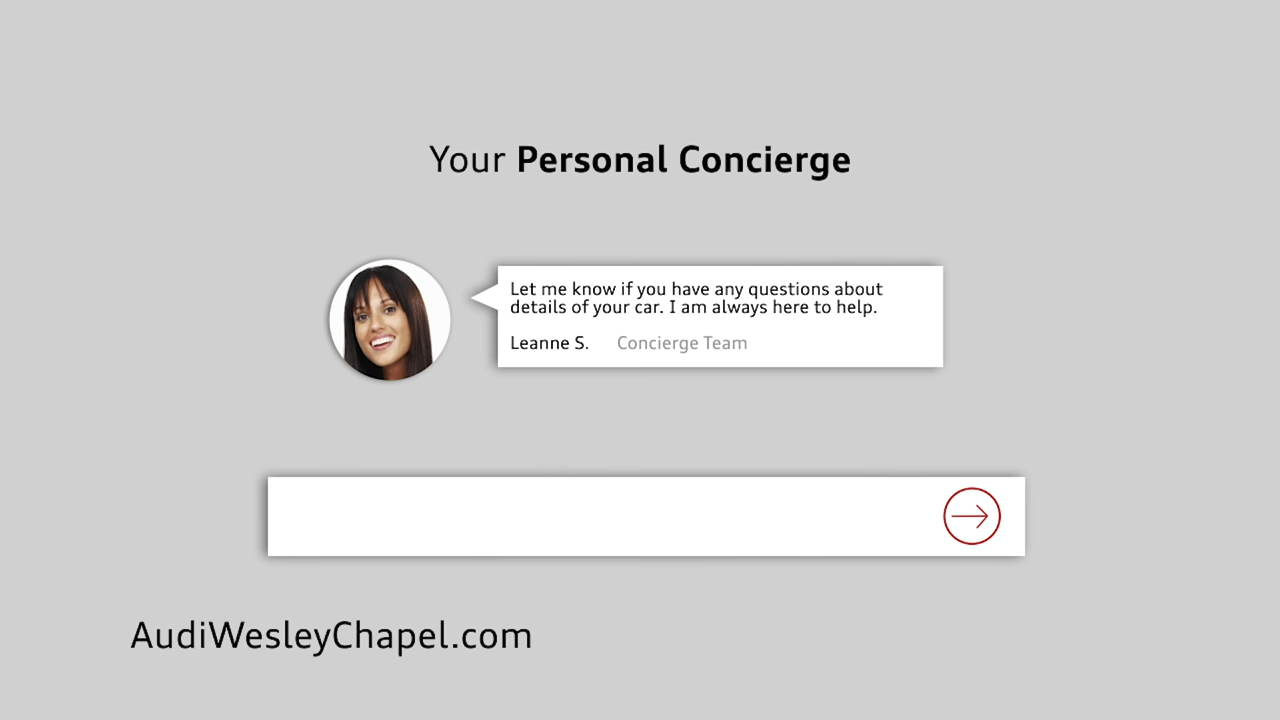 Your Personal Concierge
Let me know if you have any questions about
details of your car. I am always here to help.
Leanne S. Concierge Team
AudiWesleyChapel.com